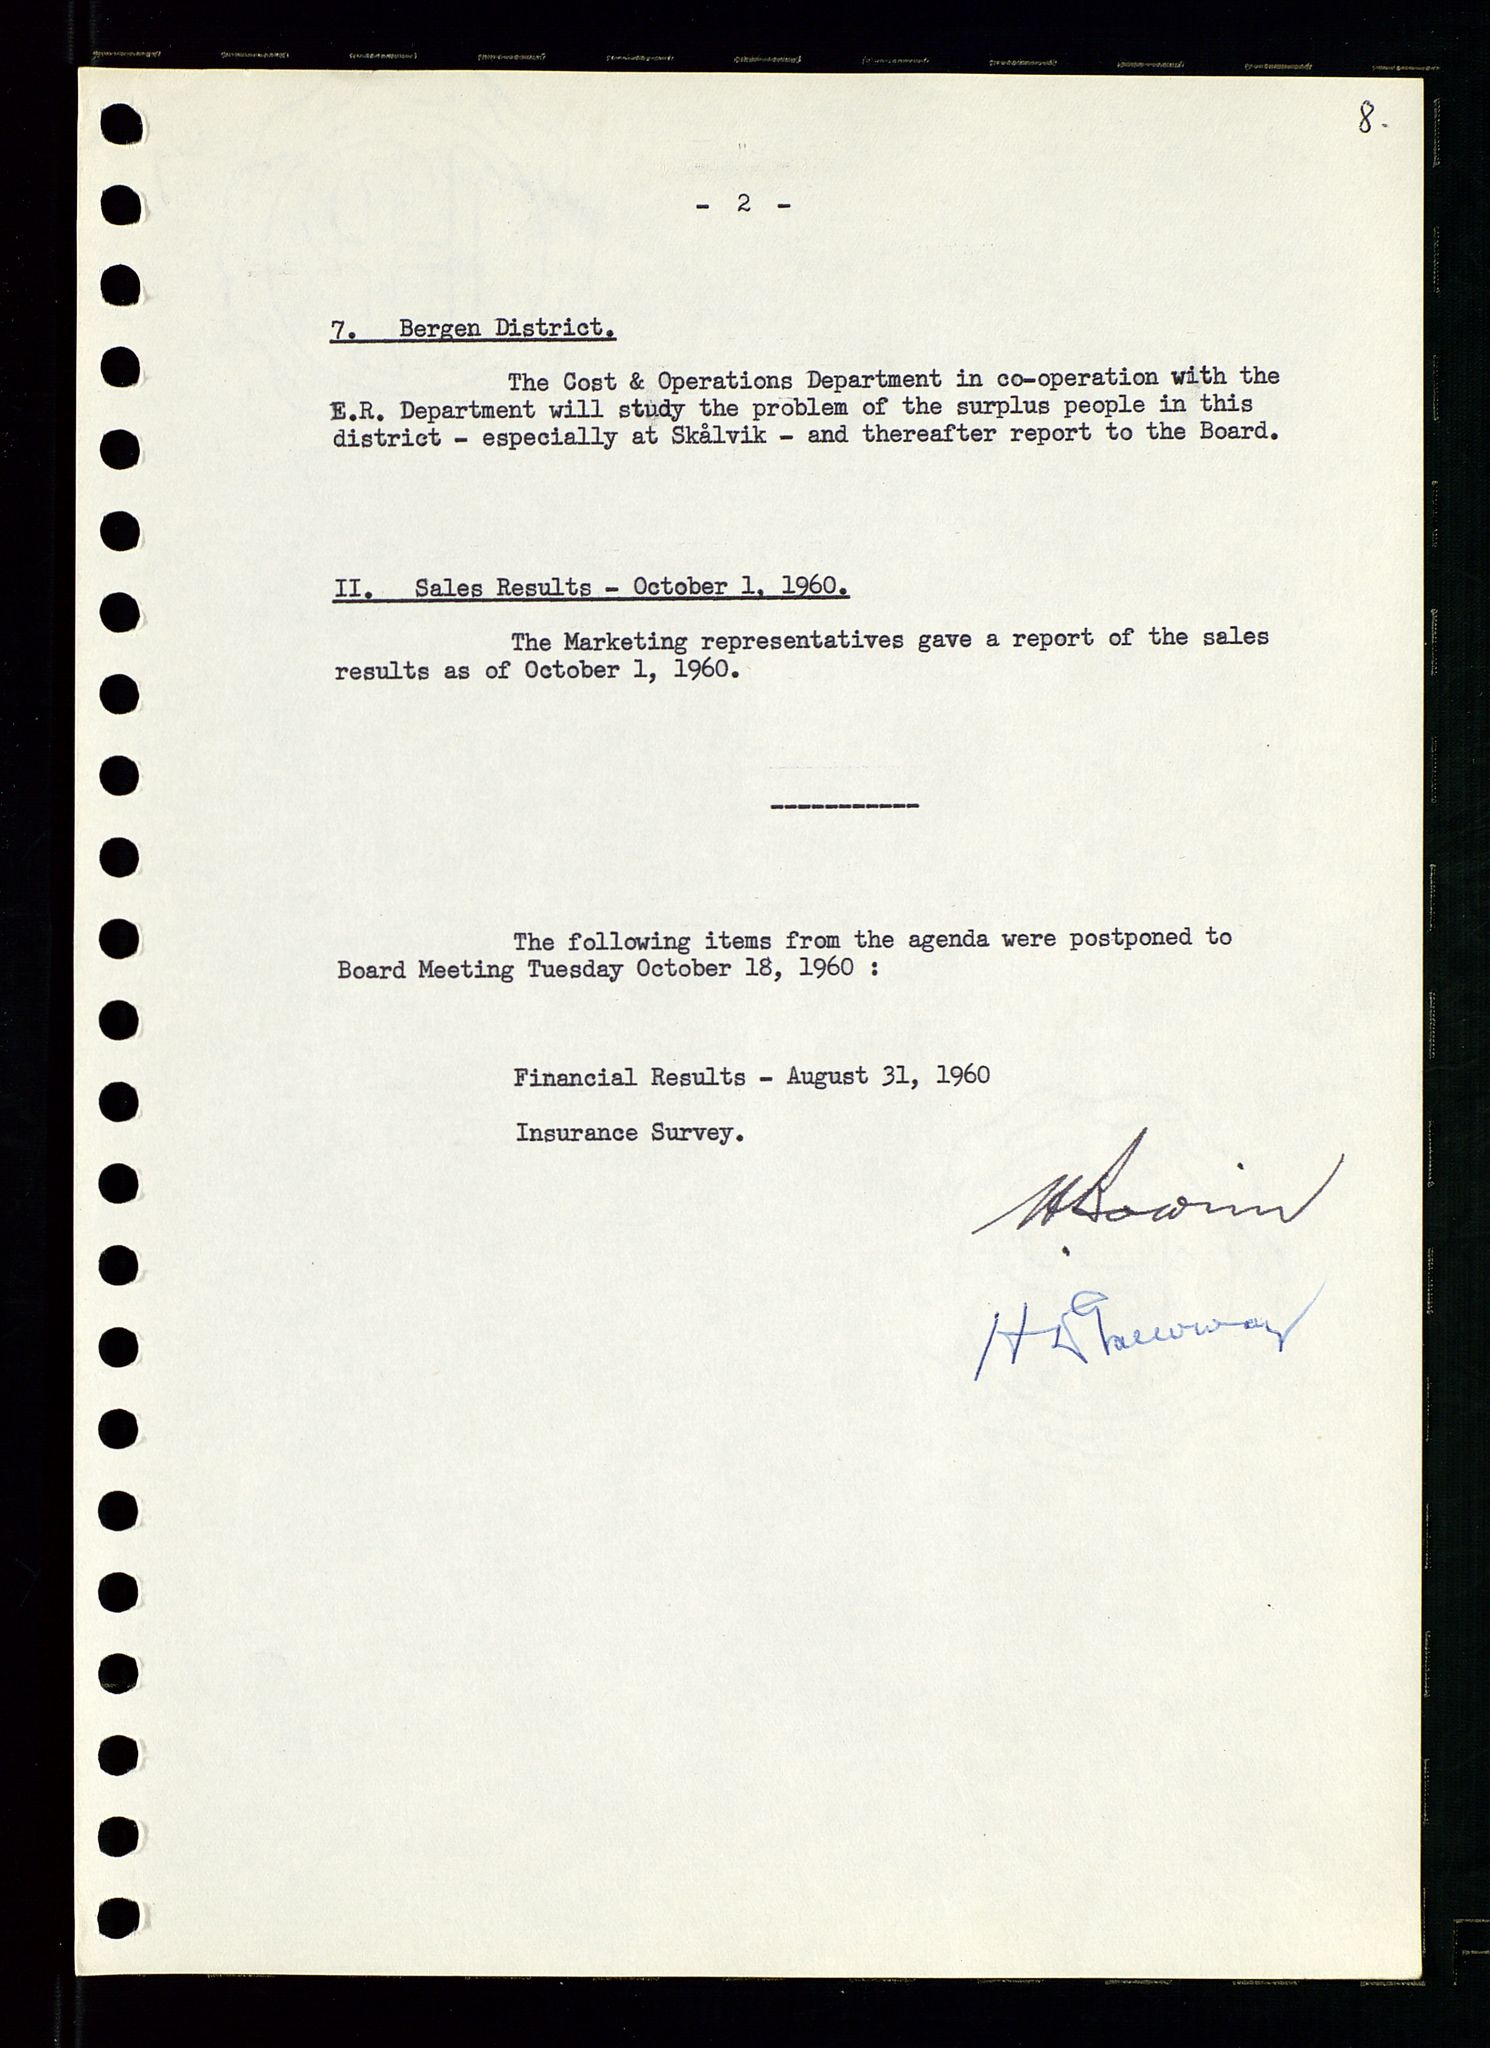 8.
- 2 -
7. Bergen District.
The Cost & Operations Department in co-operation with the
E.R. Department will study the problem of the surplus people in this
district - especially at Skålvik - and thereafter report to the Board.
II. Sales Results - October 1, 1960.
The Marketing representatives gave a report of the sales
results as of October 1, 1960.
-----------
The following items from the agenda were postponed to
Board Meeting Tuesday October 18, 1960 :
Financial Results - August 31, 1960
Insurance Survey.